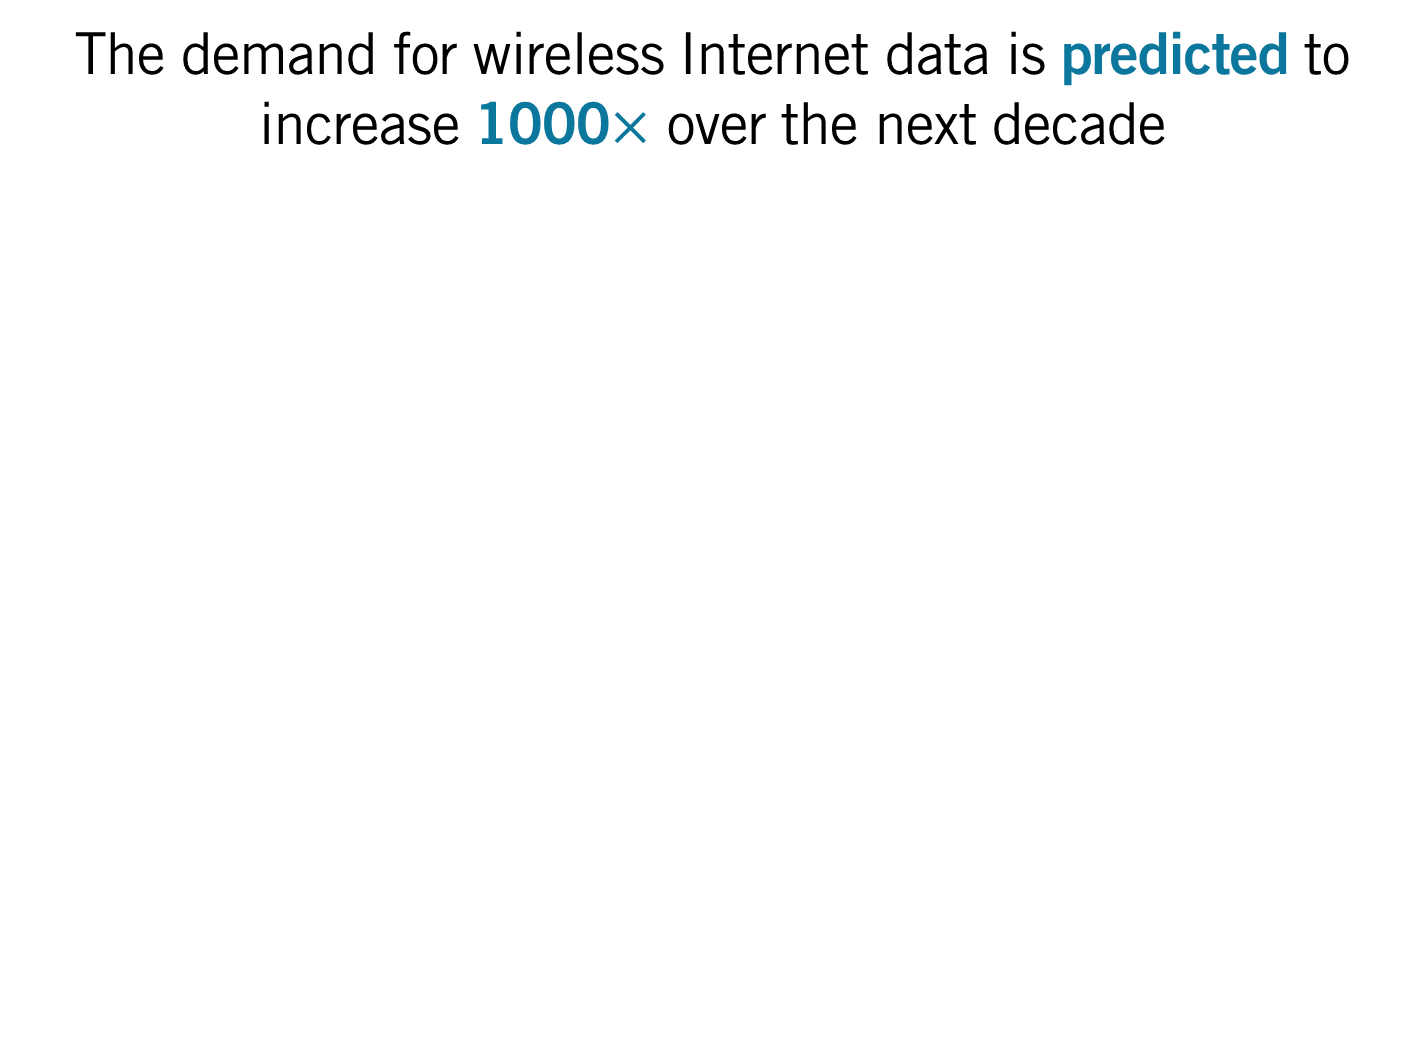 The demand for wireless Internet data is predicted to
increase 1000× over the next decade